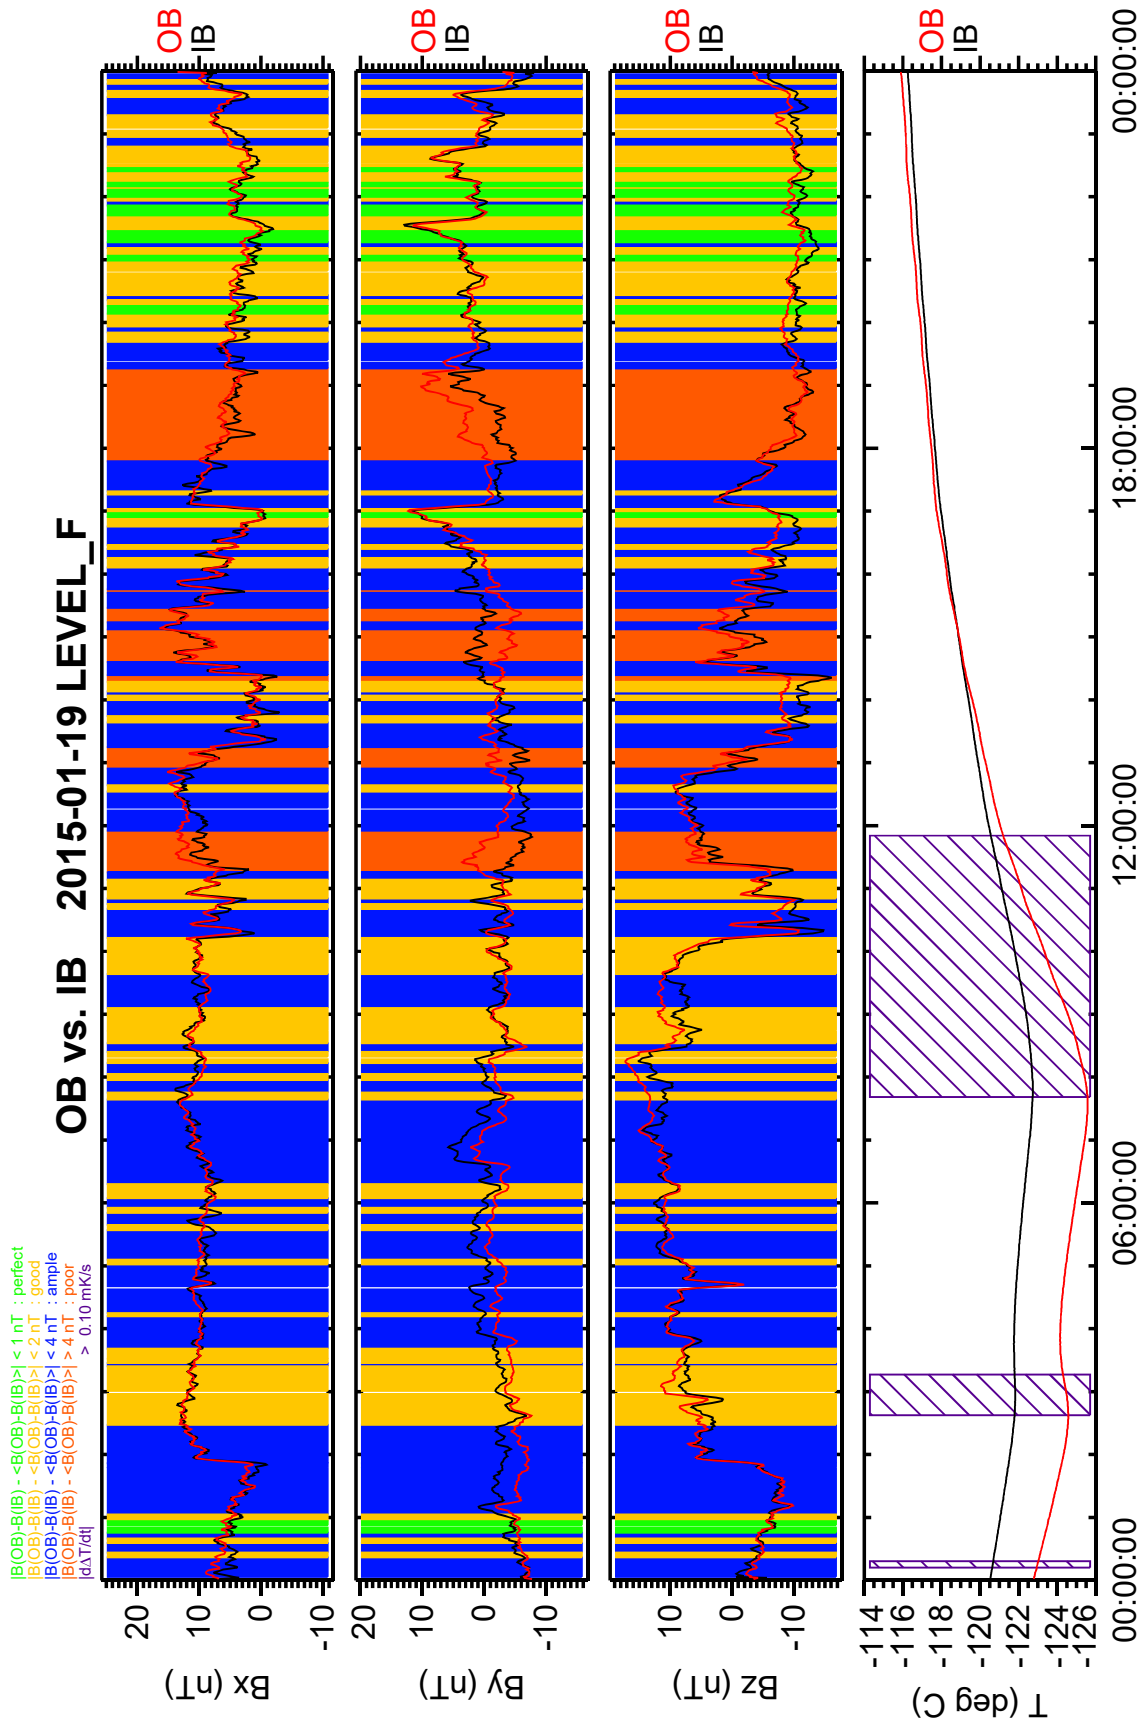 |B(OB)-B(IB) - <B(OB)-B(IB)>| < 1 nT : perfect
|B(OB)-B(IB) - <B(OB)-B(IB)>| < 2 nT : good
|B(OB)-B(IB) - <B(OB)-B(IB)>| < 4 nT : ample
|B(OB)-B(IB) - <B(OB)-B(IB)>| > 4 nT : poor
|dΔT/dt| > 0.10 mK/s
OB vs. IB 2015-01-19 LEVEL_F
Bx (nT)
20
10
0
-10
OB
IB
By (nT)
20
10
0
-10
OB
IB
Bz (nT)
10
0
-10
OB
IB
T (deg C)
-114
-116
-118
-120
-122
-124
-126
OB
IB
00:00:00
06:00:00
12:00:00
18:00:00
00:00:00